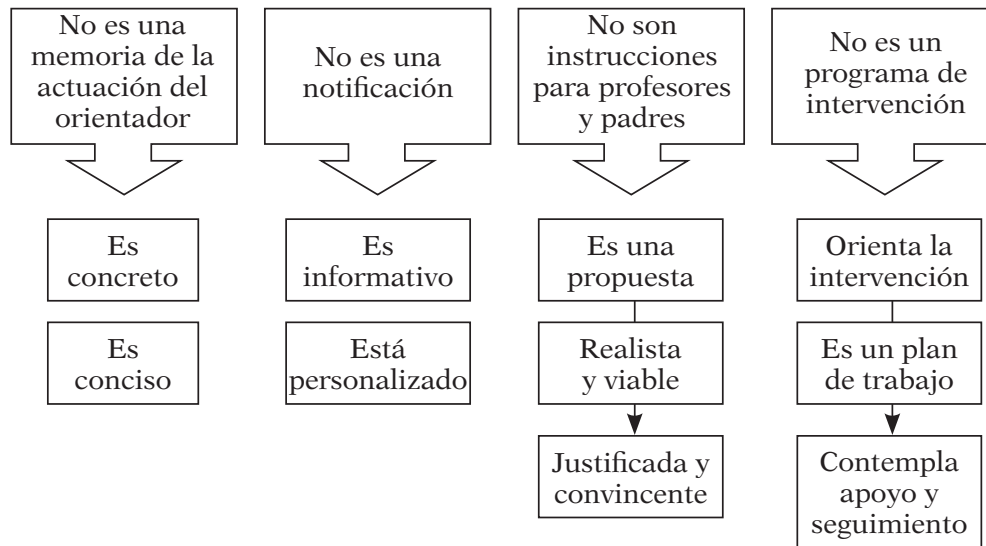 No es una
memoria de la
actuación del
orientador
No es una
notificación
No son
instrucciones
para profesores
y padres
No es un
programa de
intervención
Es
concreto
Es
informativo
Es una
propuesta
Orienta la
intervención
Es
conciso
Está
personalizado
Realista
y viable
Es un plan
de trabajo
Justificada y
convincente
Contempla
apoyo y
seguimiento